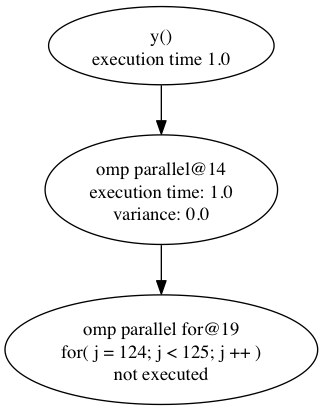 y()
execution time 1.0
omp parallel@14
execution time: 1.0
variance: 0.0
omp parallel for@19
for( j = 124; j < 125; j ++ )
not executed